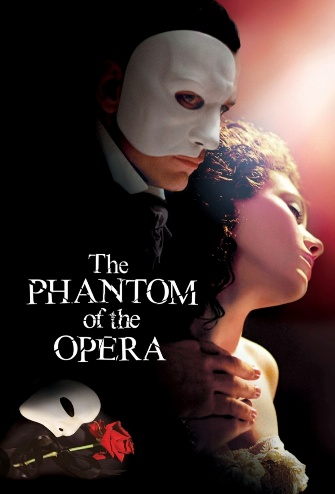 The
PHANTOM
of the
OPERA